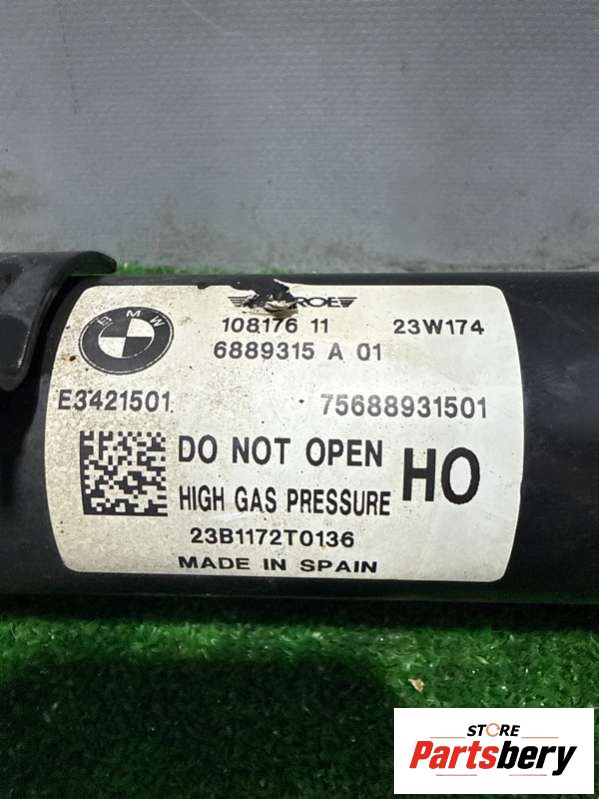 BMW
108176 11 23W174
6889315 A 01
E3421501 75688931501
DO NOT OPEN HO
HIGH GAS PRESSURE
23B1172T0136
MADE IN SPAIN
STORE
Partsbery